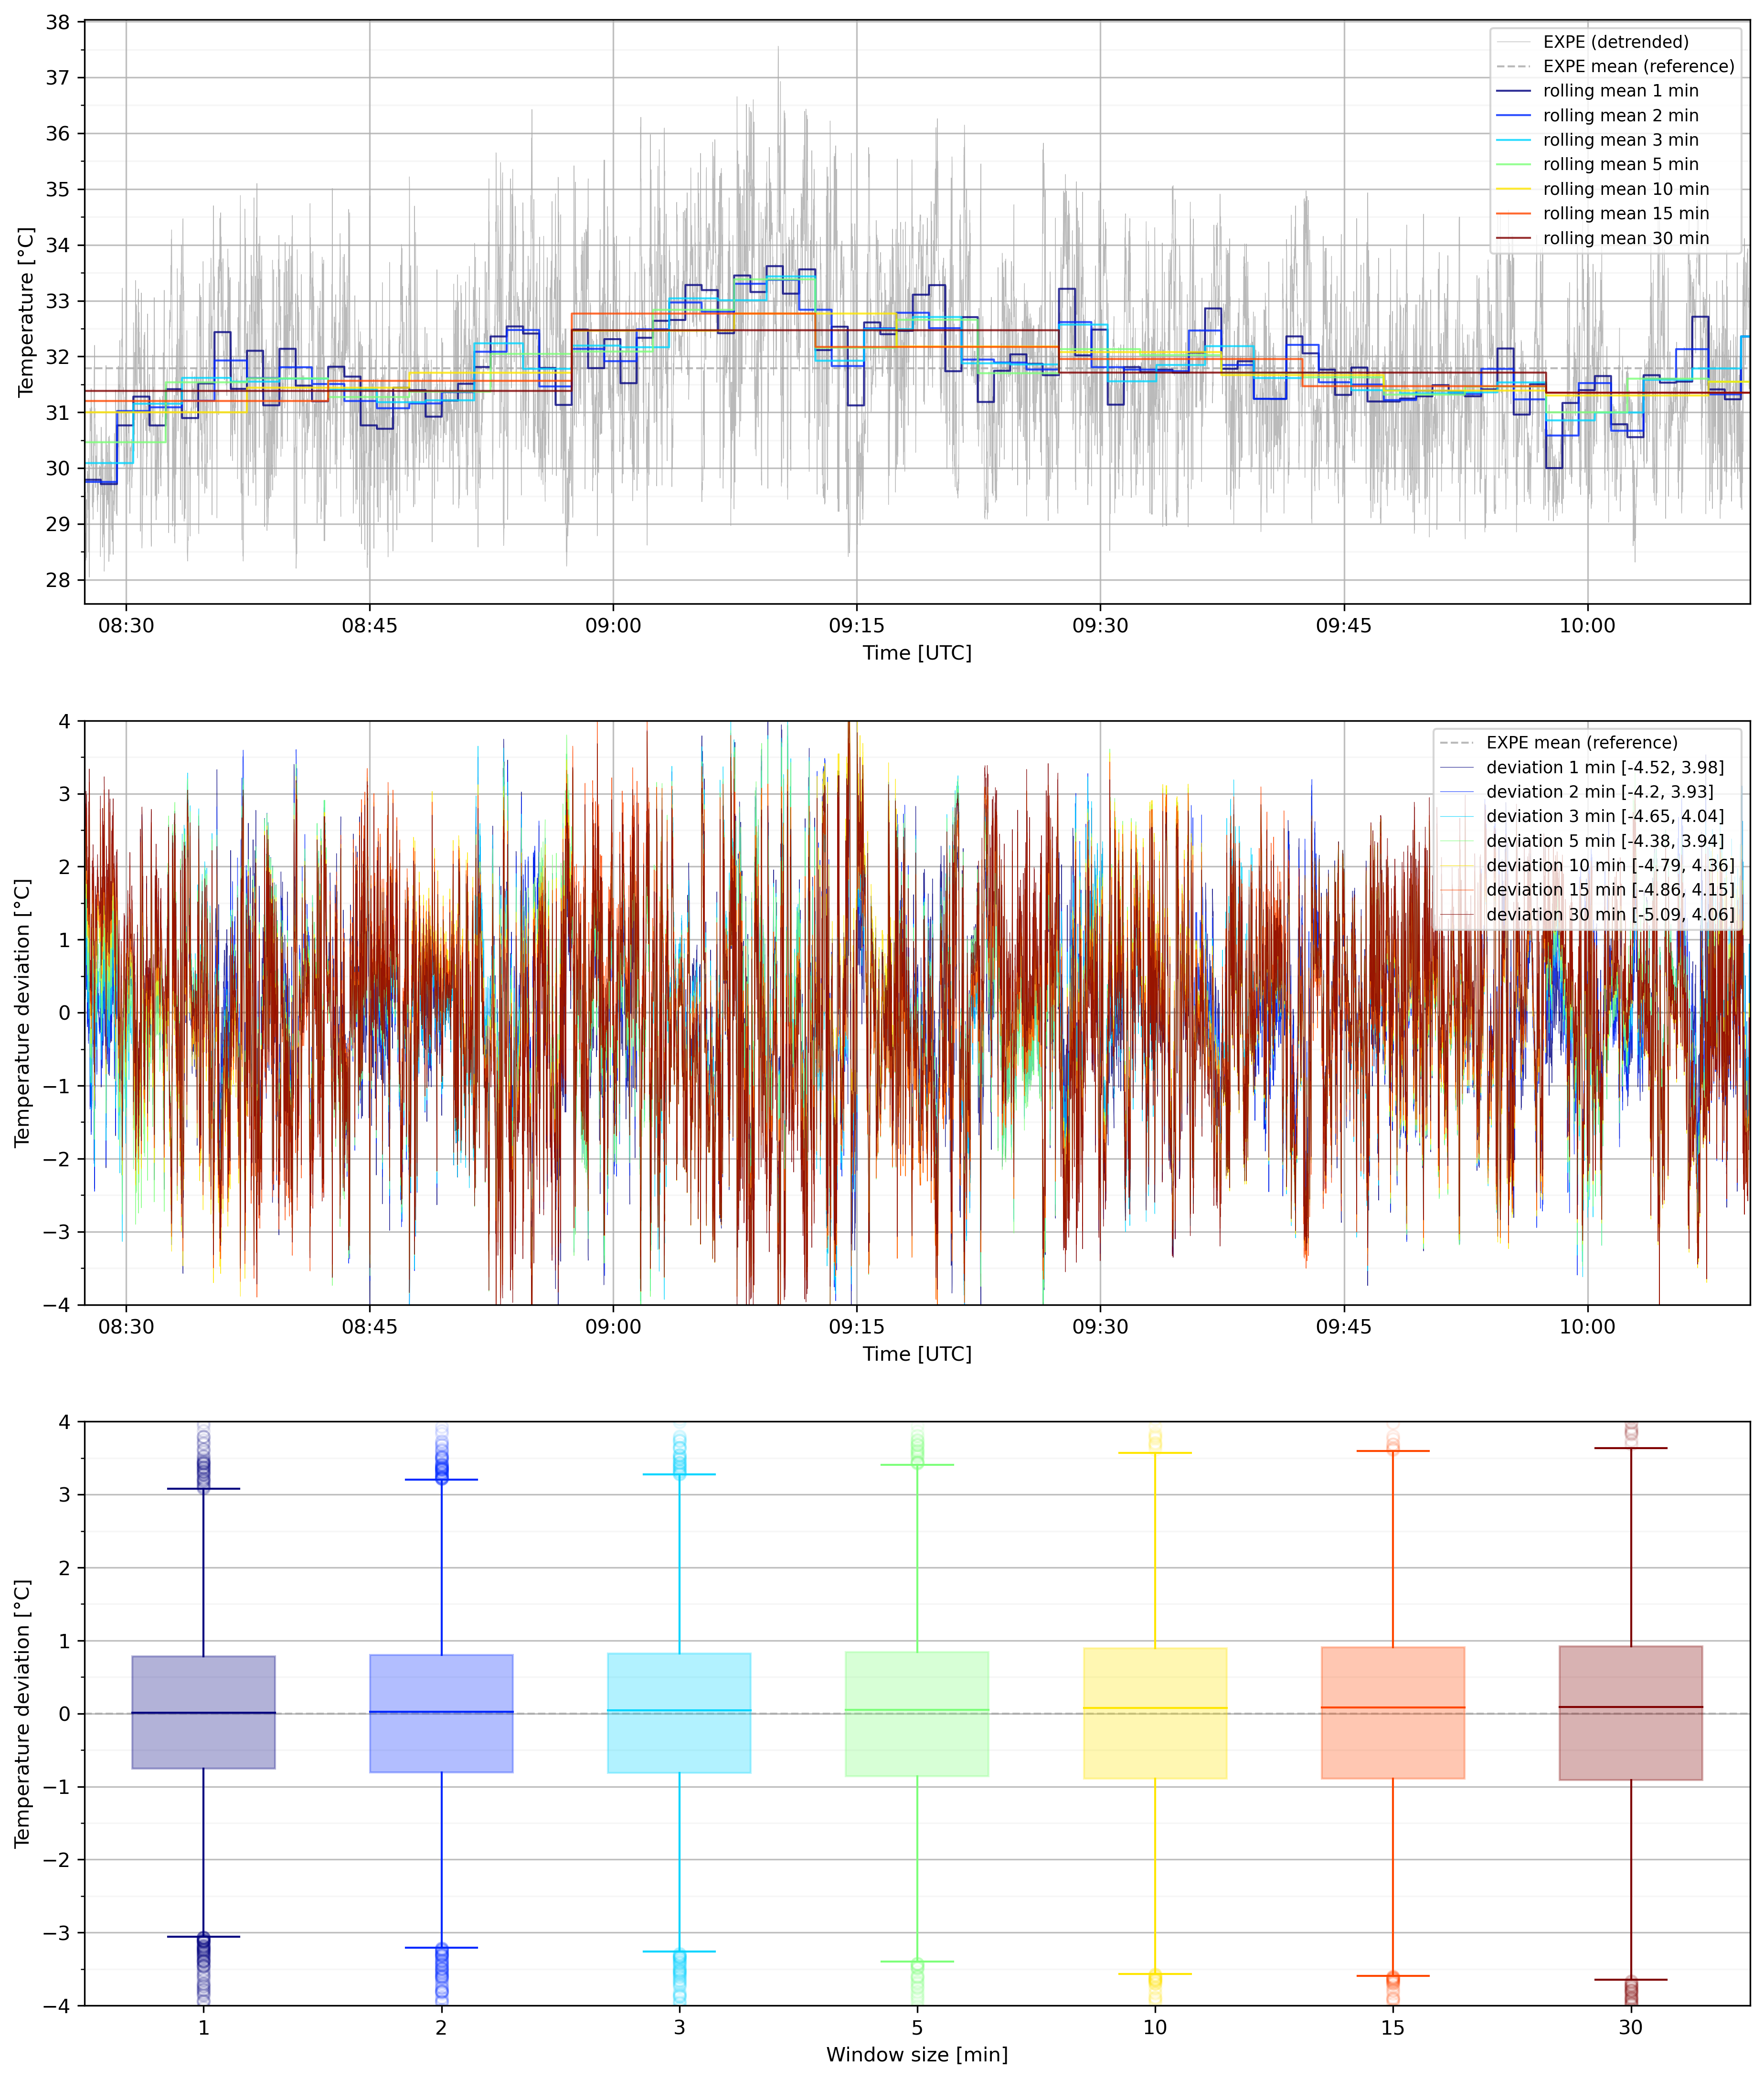 38
37
36
35
34
33
32
31
30
29
28
Temperature [°C]
EXPE (detrended)
EXPE mean (reference)
rolling mean 1 min
rolling mean 2 min
rolling mean 3 min
rolling mean 5 min
rolling mean 10 min
rolling mean 15 min
rolling mean 30 min
08:30 08:45 09:00 09:15 09:30 09:45 10:00
Time [UTC]
4
3
2
1
0
−1
−2
−3
−4
Temperature deviation [°C]
EXPE mean (reference)
deviation 1 min [-4.52, 3.98]
deviation 2 min [-4.2, 3.93]
deviation 3 min [-4.65, 4.04]
deviation 5 min [-4.38, 3.94]
deviation 10 min [-4.79, 4.36]
deviation 15 min [-4.86, 4.15]
deviation 30 min [-5.09, 4.06]
08:30 08:45 09:00 09:15 09:30 09:45 10:00
Time [UTC]
4
3
2
1
0
−1
−2
−3
−4
Temperature deviation [°C]
1 2 3 5 10 15 30
Window size [min]